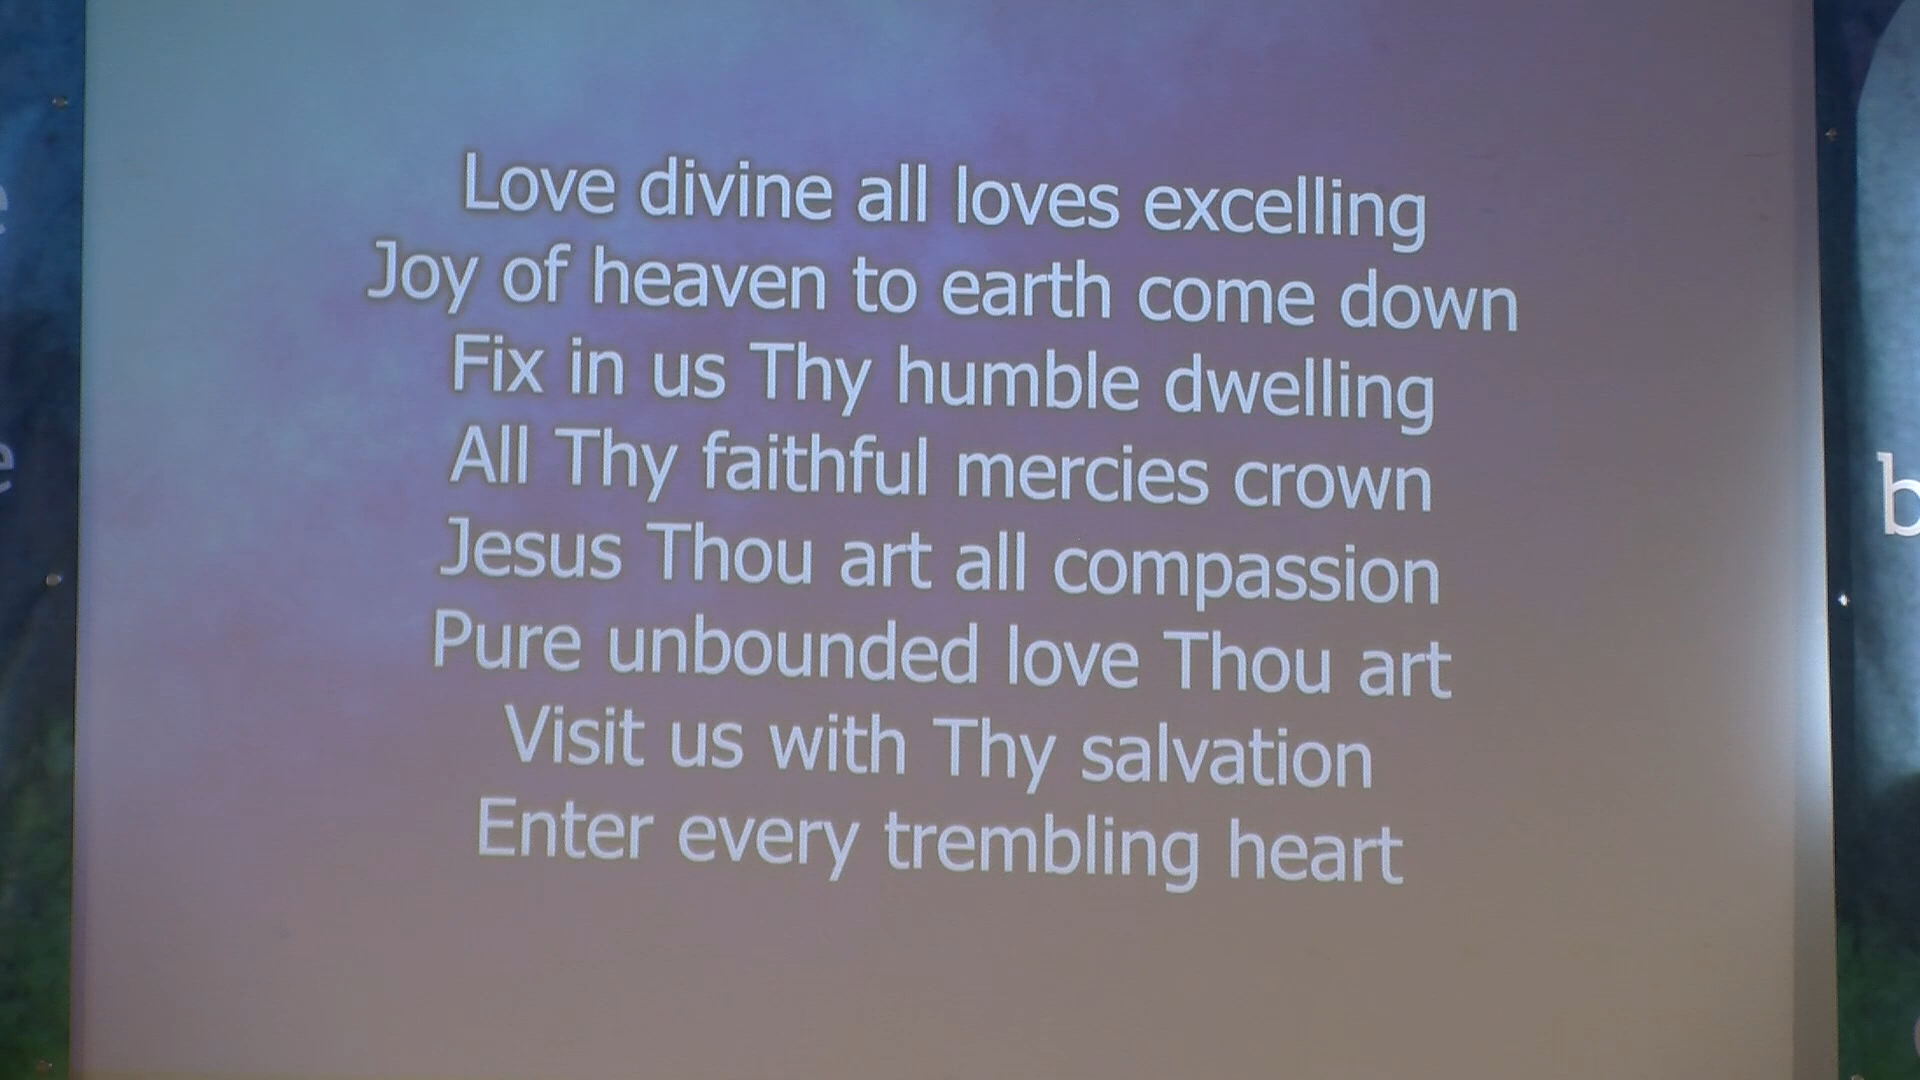 Love divine all loves excelling
Joy of heaven to earth come down
Fix in us Thy humble dwelling
All Thy faithful mercies crown
Jesus Thou art all compassion
Pure unbounded love Thou art
Visit us with Thy salvation
Enter every trembling heart